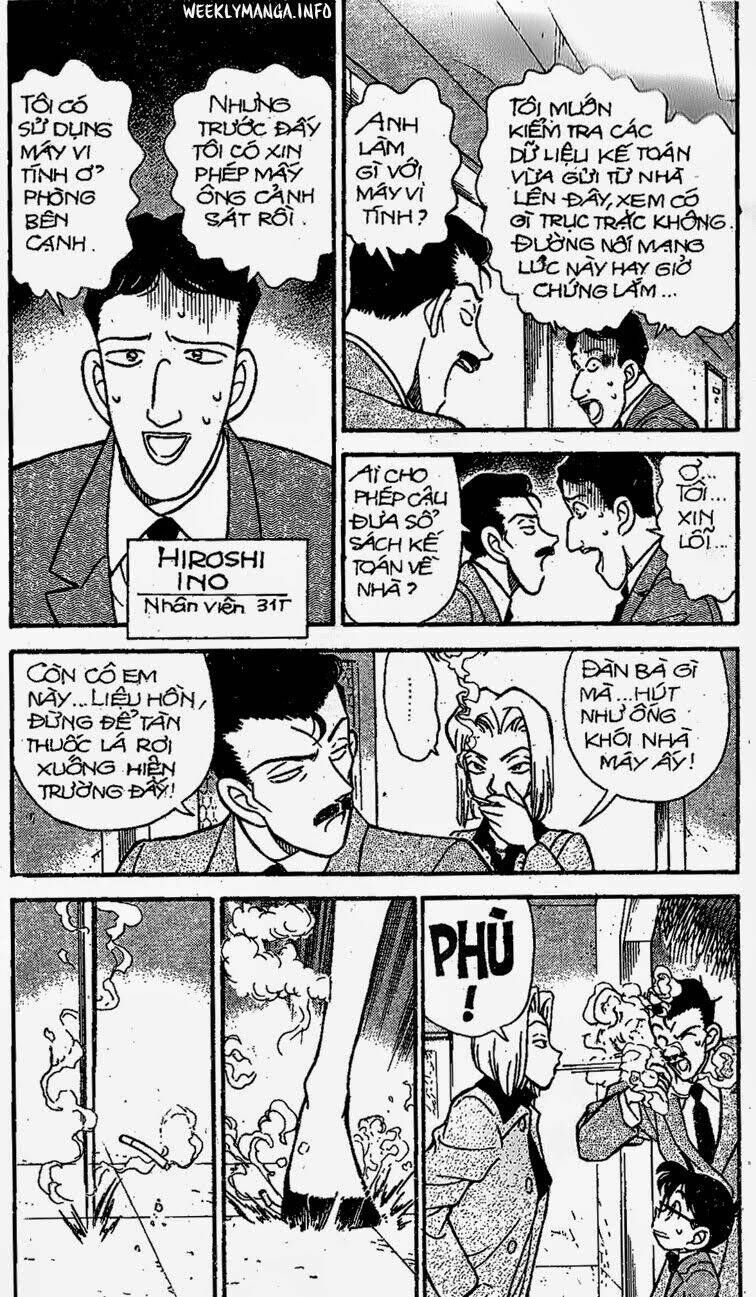 WEEKLYMANGA.INFO
TÔI CÓ
SỬ DỤNG
MÁY VI
TÍNH Ở
PHÒNG
BÊN
CẠNH.
NHƯNG
TRƯỚC ĐẤY
TÔI CÓ XIN
PHÉP MẤY
ÔNG CẢNH
SÁT RỒI.
HIROSHI
INO
Nhân viên 31T
ANH
LÀM
GÌ VỚI
MÁY VI
TÍNH?
TÔI MUỐN
KIỂM TRA CÁC
DỮ LIỆU KẾ TOÁN
VỪA GỬI TỪ NHÀ
LÊN ĐÂY, XEM CÓ
GÌ TRỤC TRẶC KHÔNG.
ĐƯỜNG NỐI MẠNG
LÚC NÀY HAY GIỞ
CHỨNG LẮM...
AI CHO
PHÉP CẬU
ĐƯA SỔ
SÁCH KẾ
TOÁN VỀ
NHÀ?
Ơ...
TÔI...
XIN
LỖI...
CÒN CÔ EM
NÀY... LIỆU HỒN,
ĐỪNG ĐỂ TÀN
THUỐC LÁ RƠI
XUỐNG HIỆN
TRƯỜNG ĐẤY!
......
ĐÀN BÀ GÌ
MÀ... HÚT
NHƯ ỐNG
KHÓI NHÀ
MÁY ẤY!
PHÙ
!